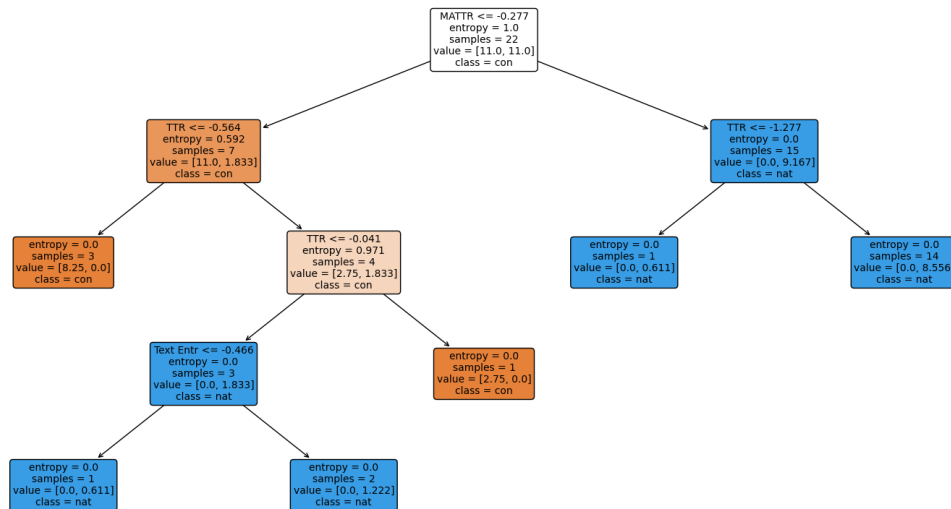 MATTR <= -0.277
entropy = 1.0
samples = 22
value = [11.0, 11.0]
class = con
TTR <= -0.564
entropy = 0.592
samples = 7
value = [11.0, 1.833]
class = con
TTR <= -1.277
entropy = 0.0
samples = 15
value = [0.0, 9.167]
class = nat
entropy = 0.0
samples = 3
value = [8.25, 0.0]
class = con
TTR <= -0.041
entropy = 0.971
samples = 4
value = [2.75, 1.833]
class = con
entropy = 0.0
samples = 1
value = [0.0, 0.611]
class = nat
entropy = 0.0
samples = 14
value = [0.0, 8.556]
class = nat
Text Entr <= -0.466
entropy = 0.0
samples = 3
value = [0.0, 1.833]
class = nat
entropy = 0.0
samples = 1
value = [2.75, 0.0]
class = con
entropy = 0.0
samples = 1
value = [0.0, 0.611]
class = nat
entropy = 0.0
samples = 2
value = [0.0, 1.222]
class = nat